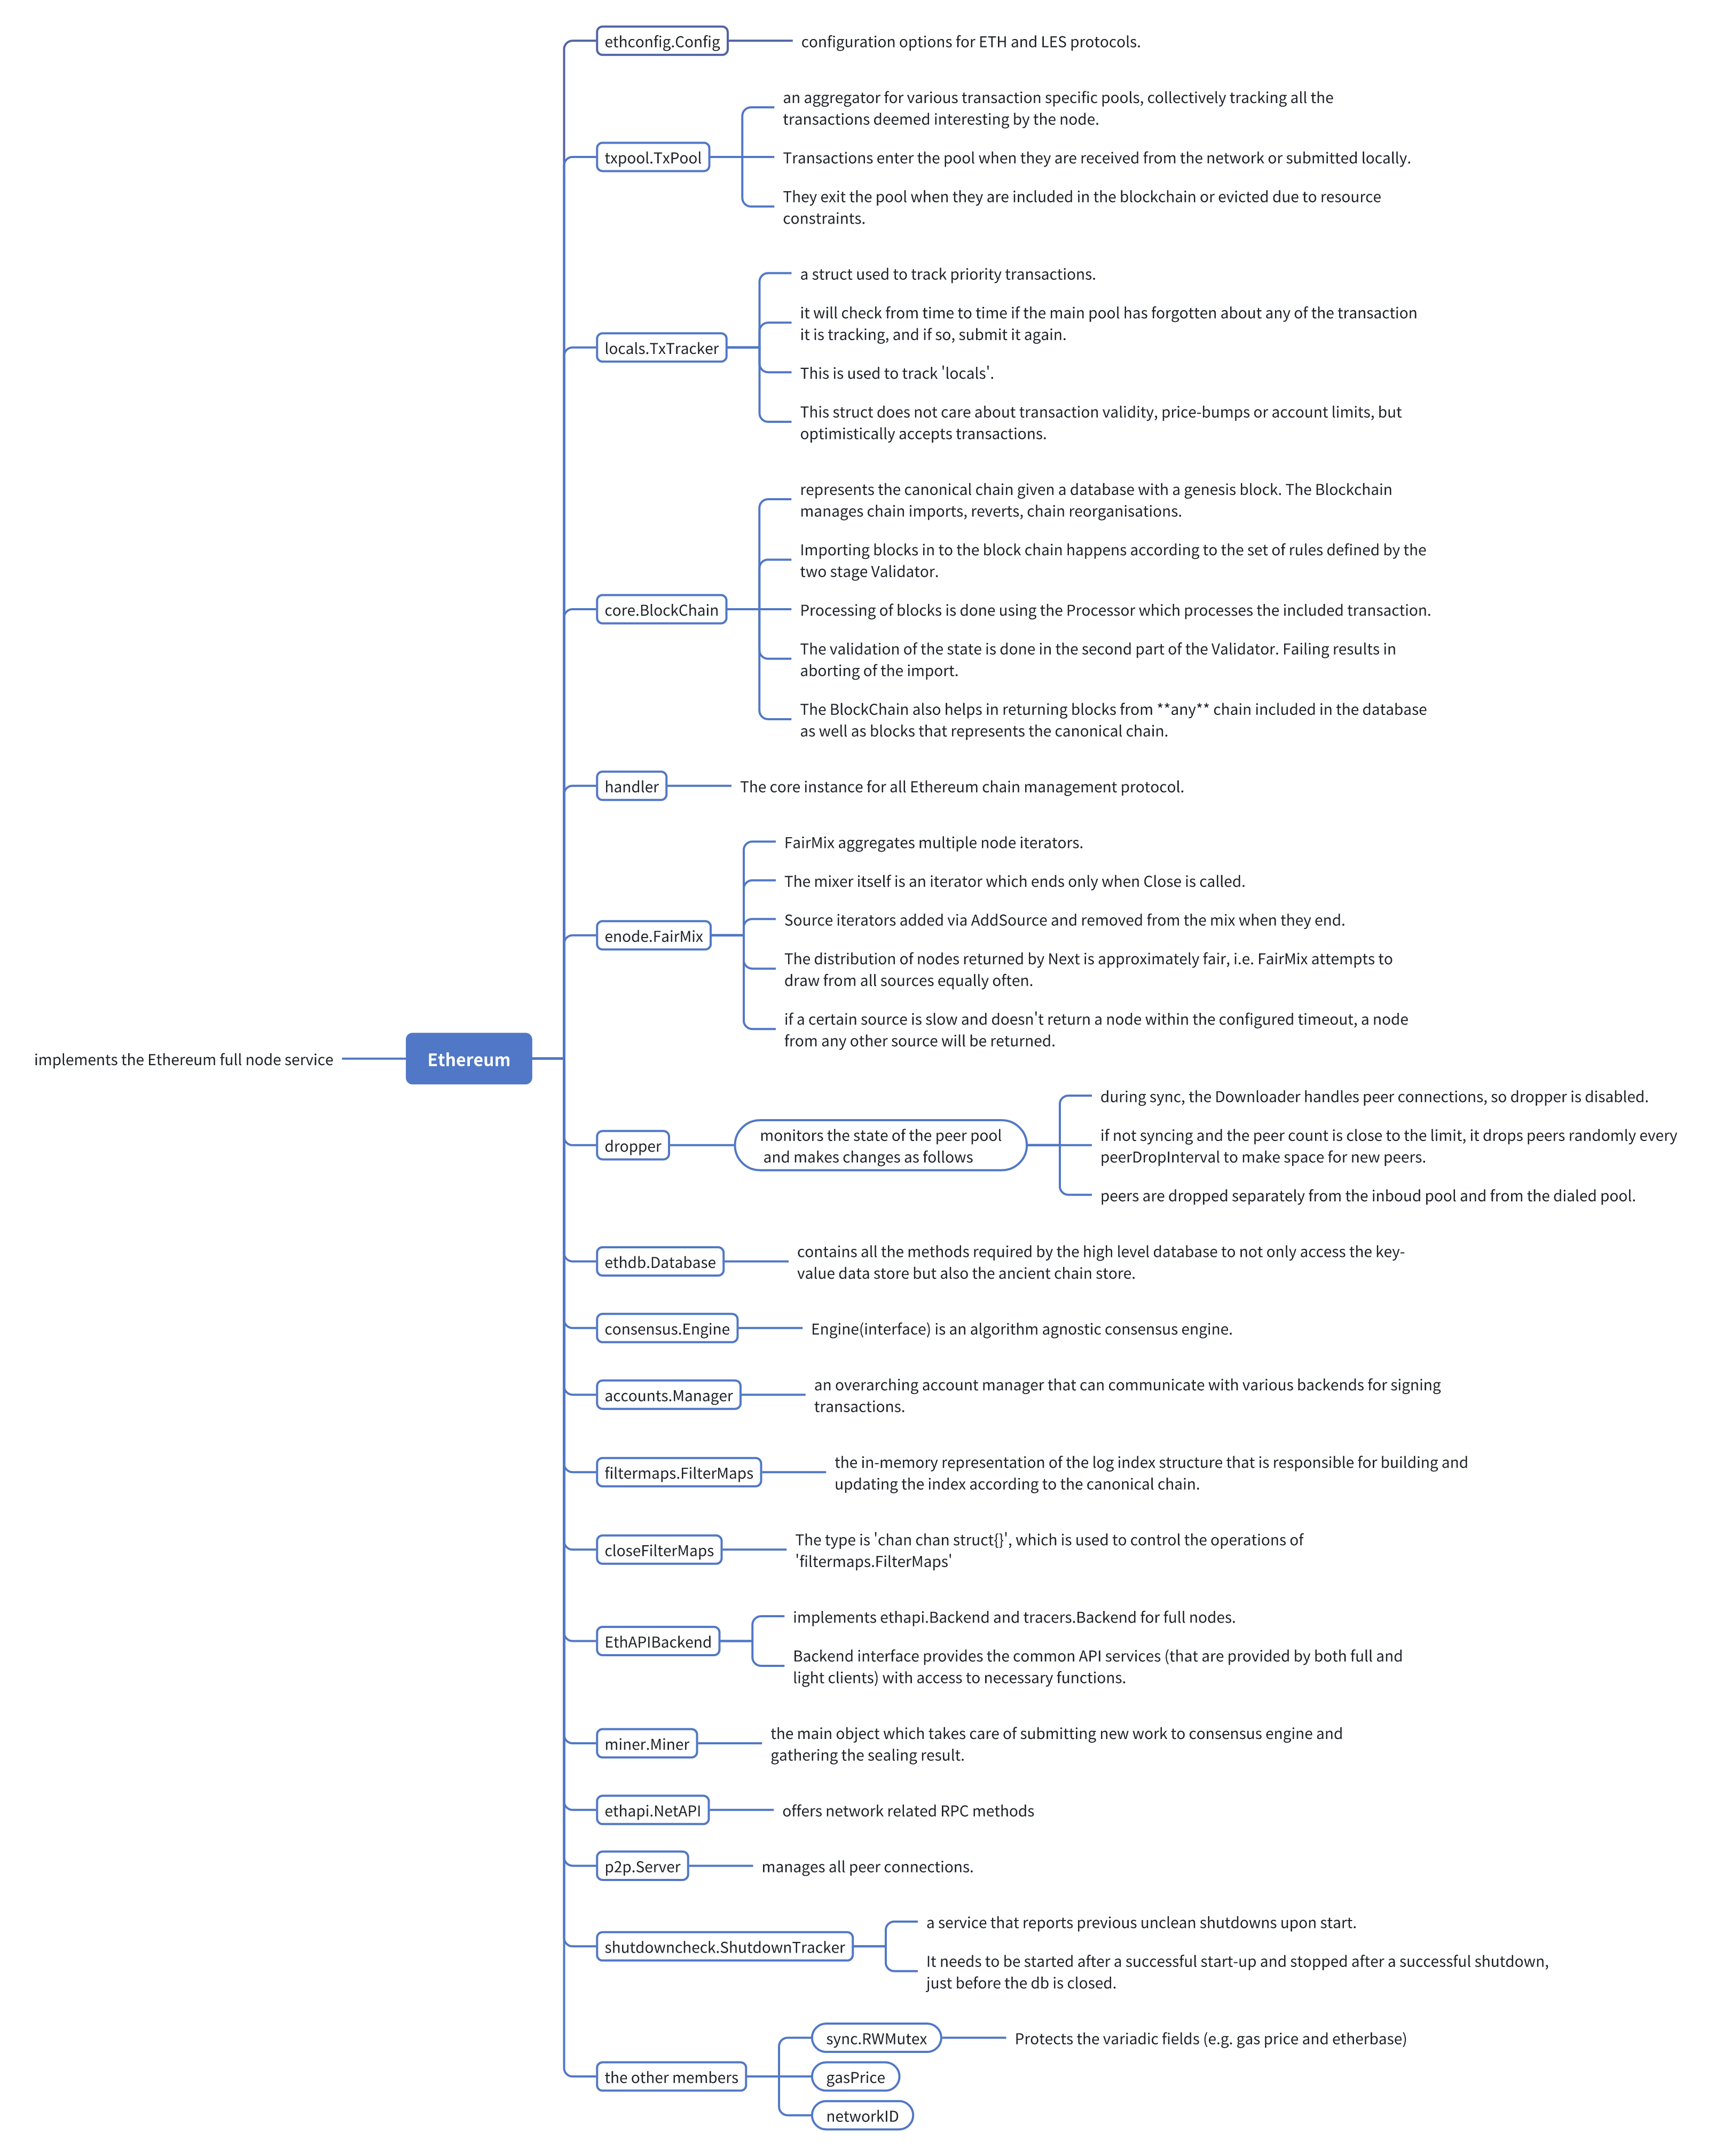 ethconfig.Config
configuration options for ETH and LES protocols.
txpool.TxPool
an aggregator for various transaction specific pools, collectively tracking all the
transactions deemed interesting by the node.
Transactions enter the pool when they are received from the network or submitted locally.
They exit the pool when they are included in the blockchain or evicted due to resource
constraints.
locals.TxTracker
a struct used to track priority transactions.
it will check from time to time if the main pool has forgotten about any of the transaction
it is tracking, and if so, submit it again.
This is used to track 'locals'.
This struct does not care about transaction validity, price-bumps or account limits, but
optimistically accepts transactions.
core.BlockChain
represents the canonical chain given a database with a genesis block. The Blockchain
manages chain imports, reverts, chain reorganisations.
Importing blocks in to the block chain happens according to the set of rules defined by the
two stage Validator.
Processing of blocks is done using the Processor which processes the included transaction.
The validation of the state is done in the second part of the Validator. Failing results in
aborting of the import.
The BlockChain also helps in returning blocks from **any** chain included in the database
as well as blocks that represents the canonical chain.
handler
The core instance for all Ethereum chain management protocol.
enode.FairMix
FairMix aggregates multiple node iterators.
The mixer itself is an iterator which ends only when Close is called.
Source iterators added via AddSource and removed from the mix when they end.
The distribution of nodes returned by Next is approximately fair, i.e. FairMix attempts to
draw from all sources equally often.
if a certain source is slow and doesn't return a node within the configured timeout, a node
from any other source will be returned.
implements the Ethereum full node service
Ethereum
dropper
monitors the state of the peer pool
and makes changes as follows
during sync, the Downloader handles peer connections, so dropper is disabled.
if not syncing and the peer count is close to the limit, it drops peers randomly every
peerDropInterval to make space for new peers.
peers are dropped separately from the inboud pool and from the dialed pool.
ethdb.Database
contains all the methods required by the high level database to not only access the key-
value data store but also the ancient chain store.
consensus.Engine
Engine(interface) is an algorithm agnostic consensus engine.
accounts.Manager
an overarching account manager that can communicate with various backends for signing
transactions.
filtermaps.FilterMaps
the in-memory representation of the log index structure that is responsible for building and
updating the index according to the canonical chain.
closeFilterMaps
The type is 'chan chan struct{}', which is used to control the operations of
'filtermaps.FilterMaps'
EthAPIBackend
implements ethapi.Backend and tracers.Backend for full nodes.
Backend interface provides the common API services (that are provided by both full and
light clients) with access to necessary functions.
miner.Miner
the main object which takes care of submitting new work to consensus engine and
gathering the sealing result.
ethapi.NetAPI
offers network related RPC methods
p2p.Server
manages all peer connections.
shutdowncheck.ShutdownTracker
a service that reports previous unclean shutdowns upon start.
It needs to be started after a successful start-up and stopped after a successful shutdown,
just before the db is closed.
the other members
sync.RWMutex
Protects the variadic fields (e.g. gas price and etherbase)
gasPrice
networkID